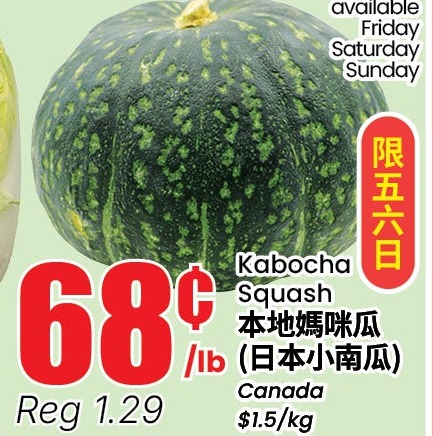 available
Friday
Saturday
Sunday
限五六日
68¢
/lb
Reg 1.29
Kabocha
Squash
本地媽咪瓜
(日本小南瓜)
Canada
$1.5/kg